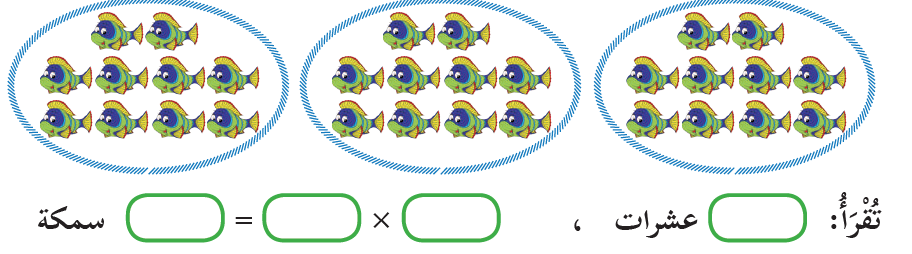 تُقْرَأُ: عشرات ، × = سمكة